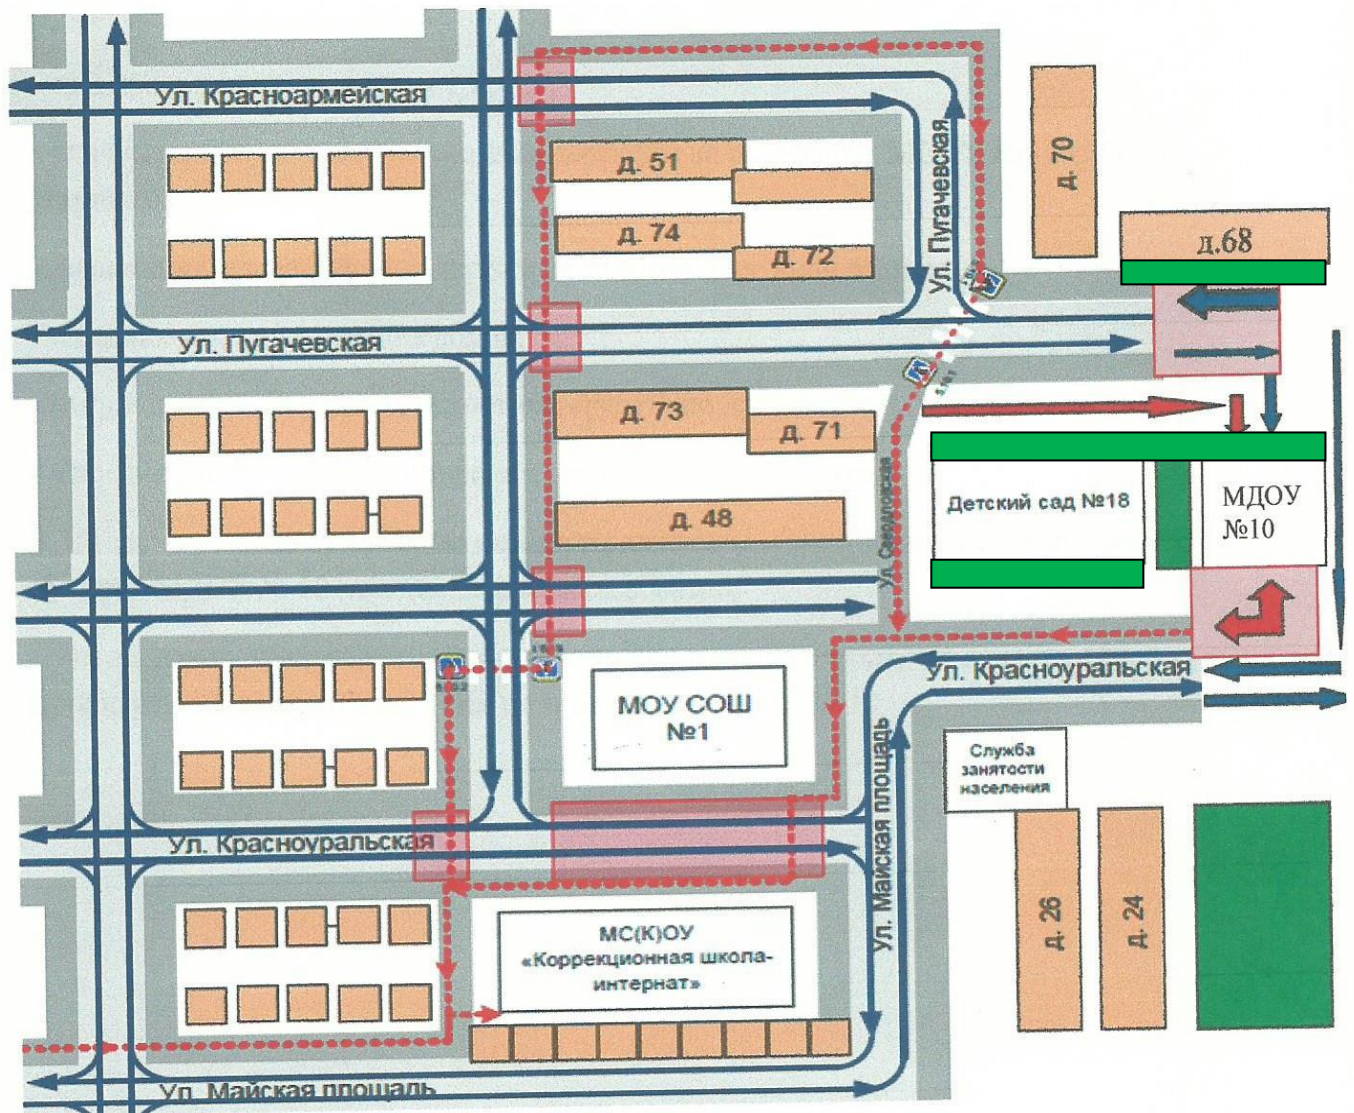 Ул. Красноармейская
д. 51
Ул. Пугачевская
д. 70
д. 74
д. 72
д.68
Ул. Пугачевская
д. 73
д. 71
д. 48
Ул. Свердловская
Детский сад №18
МДОУ
№10
МОУ СОШ
№1
Ул. Красноуральская
Служба
занятости
населения
Ул. Красноуральская
Ул. Майская площадь
д. 26
д. 24
МС(К)ОУ
«Коррекционная школа-
интернат»
Ул. Майская площадь